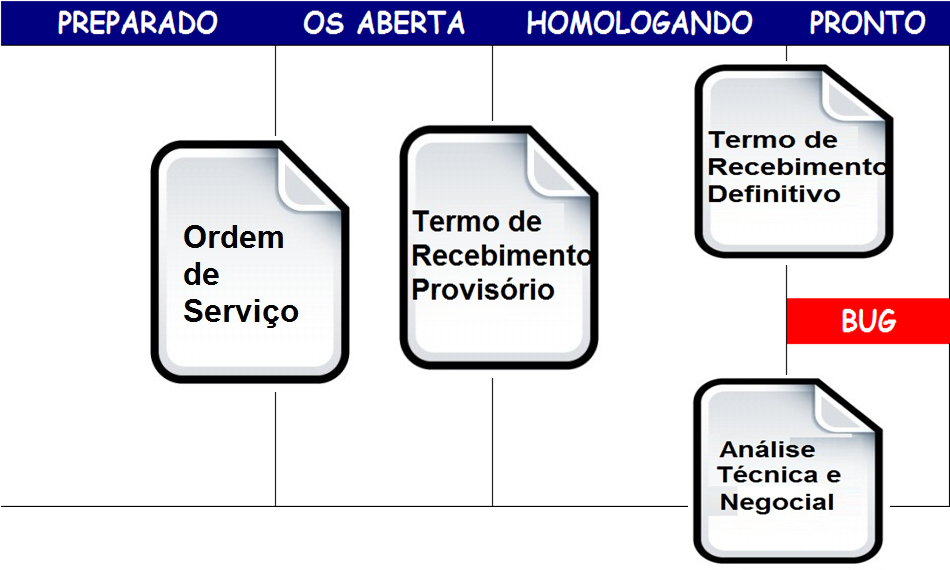 PREPARADO
OS ABERTA
HOMOLOGANDO
PRONTO
Ordem
de
Serviço
Termo de
Recebimento
Provisório
Termo de
Recebimento
Definitivo
BUG
Análise
Técnica e
Negocial